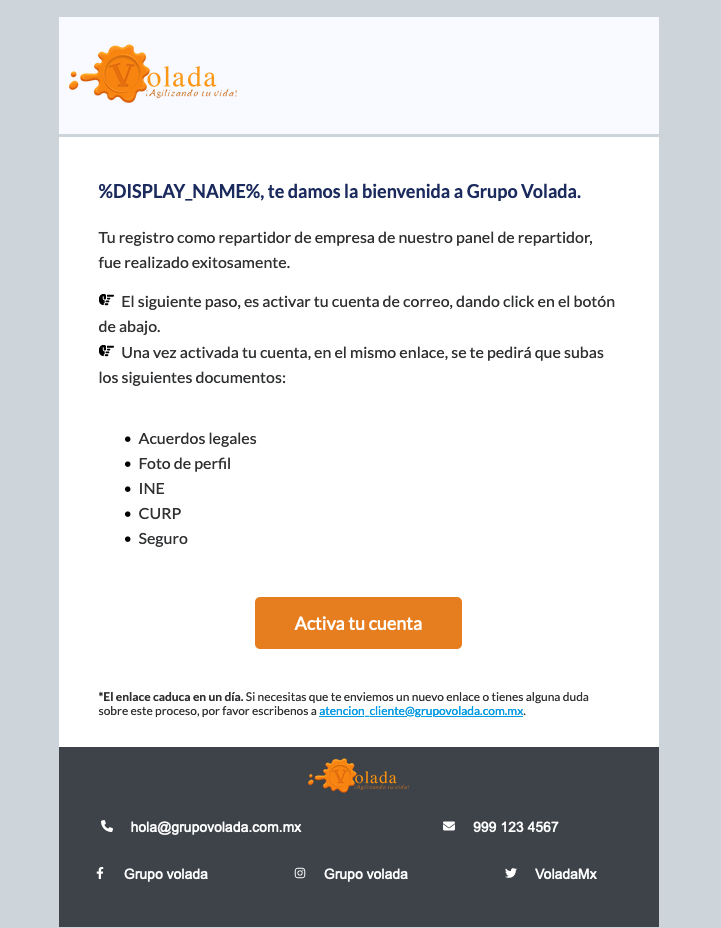 Volada
¡Agilizando tu vida!
%DISPLAY_NAME%, te damos la bienvenida a Grupo Volada.
Tu registro como repartidor de empresa de nuestro panel de repartidor,
fue realizado exitosamente.
El siguiente paso, es activar tu cuenta de correo, dando click en el botón
de abajo.
Una vez activada tu cuenta, en el mismo enlace, se te pedirá que subas
los siguientes documentos:
• Acuerdos legales
• Foto de perfil
• INE
• CURP
• Seguro
Activa tu cuenta
*El enlace caduca en un día. Si necesitas que te enviemos un nuevo enlace o tienes alguna duda
sobre este proceso, por favor escribenos a atencion_cliente@grupovolada.com.mx.
Volada
¡Agilizando tu vida!
hola@grupovolada.com.mx 999 123 4567
Grupo volada Grupo volada VoladaMx